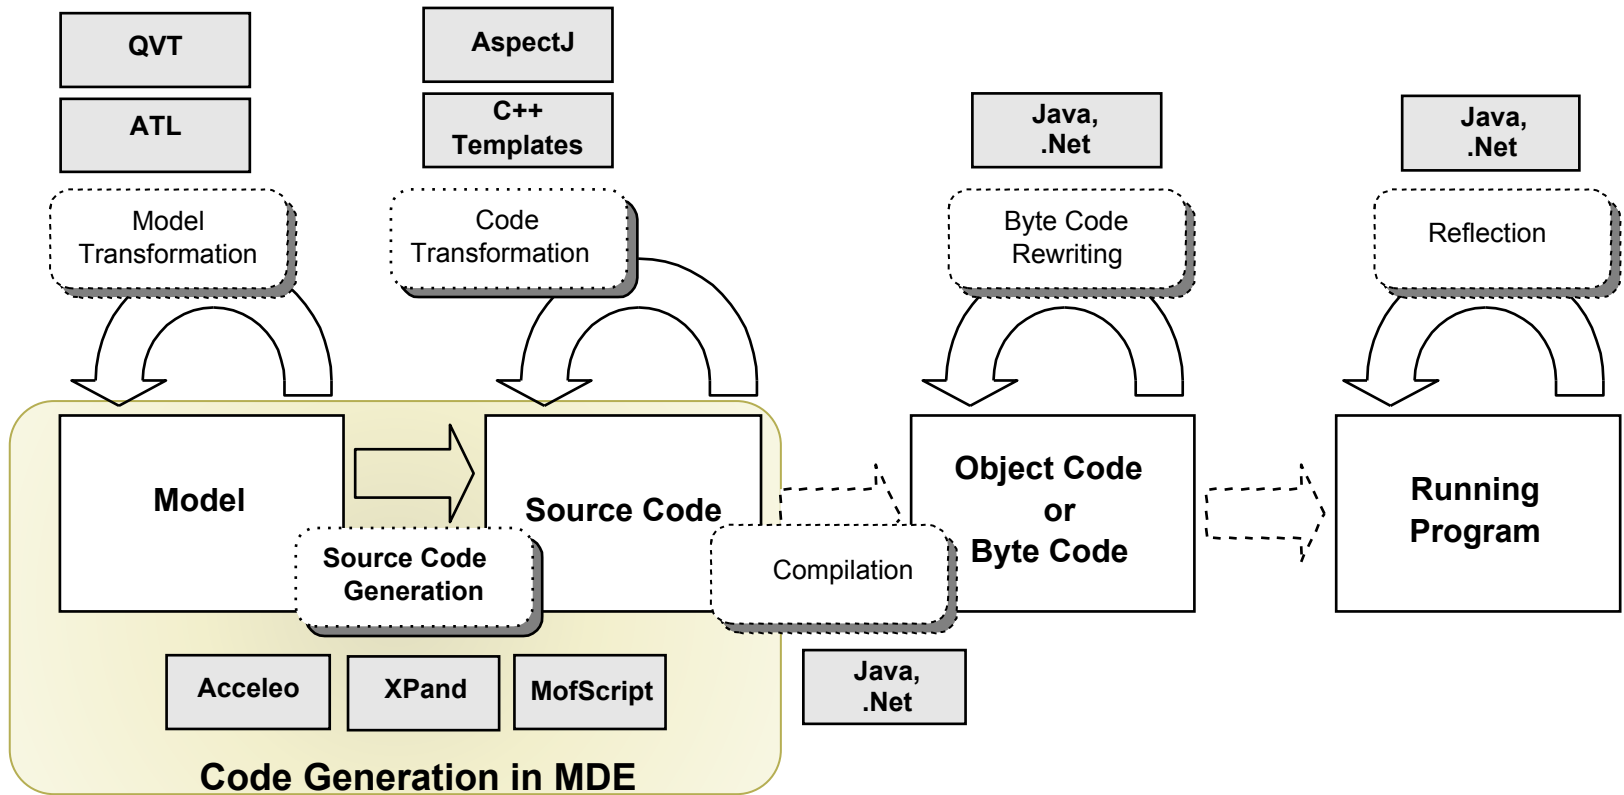 QVT
ATL
AspectJ
C++
Templates
Java,
.Net
Java,
.Net
Model
Transformation
Code
Transformation
Byte Code
Rewriting
Reflection
Model
Source Code
Object Code
or
Byte Code
Running
Program
Source Code
Generation
Compilation
Acceleo
XPand
MofScript
Java,
.Net
Code Generation in MDE